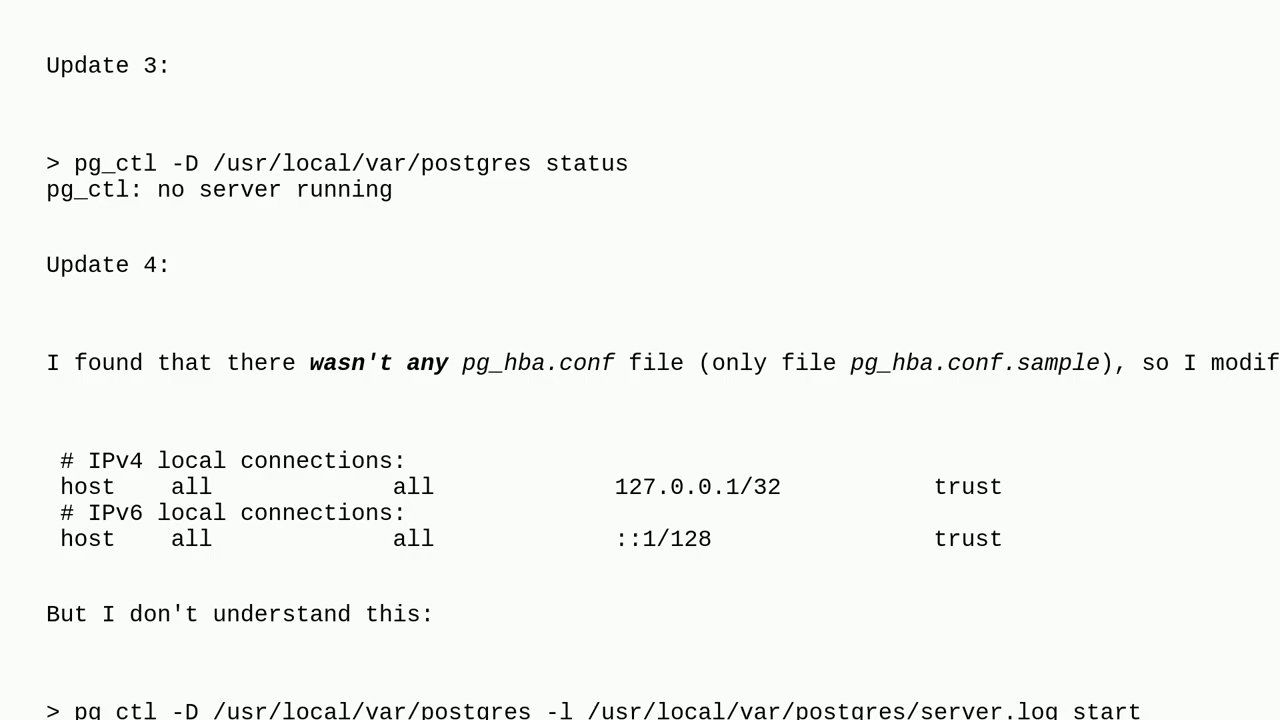 Update 3:
> pg_ctl -D /usr/local/var/postgres status
pg_ctl: no server running
Update 4:
I found that there wasn't any pg_hba.conf file (only file pg_hba.conf.sample), so I modif
# IPv4 local connections:
host    all             all             127.0.0.1/32           trust
# IPv6 local connections:
host    all             all             ::1/128                trust
But I don't understand this:
> pg_ctl -D /usr/local/var/postgres -l /usr/local/var/postgres/server.log start